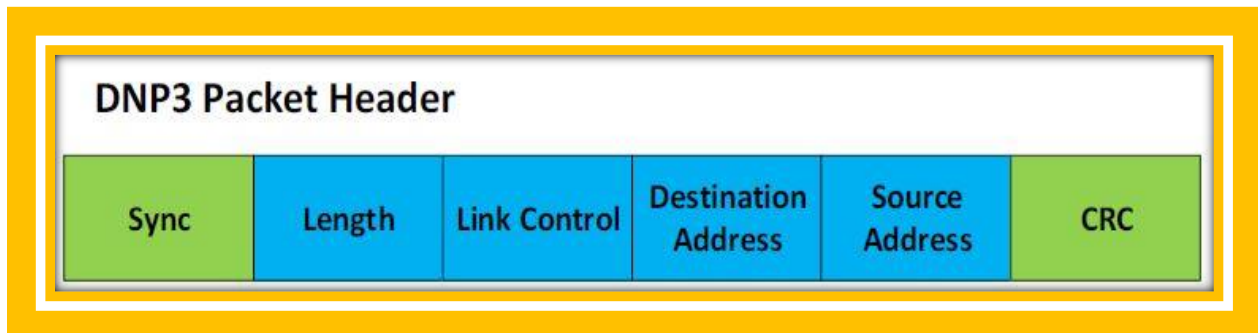 DNP3 Packet Header
Sync
Length
Link Control
Destination
Address
Source
Address
CRC